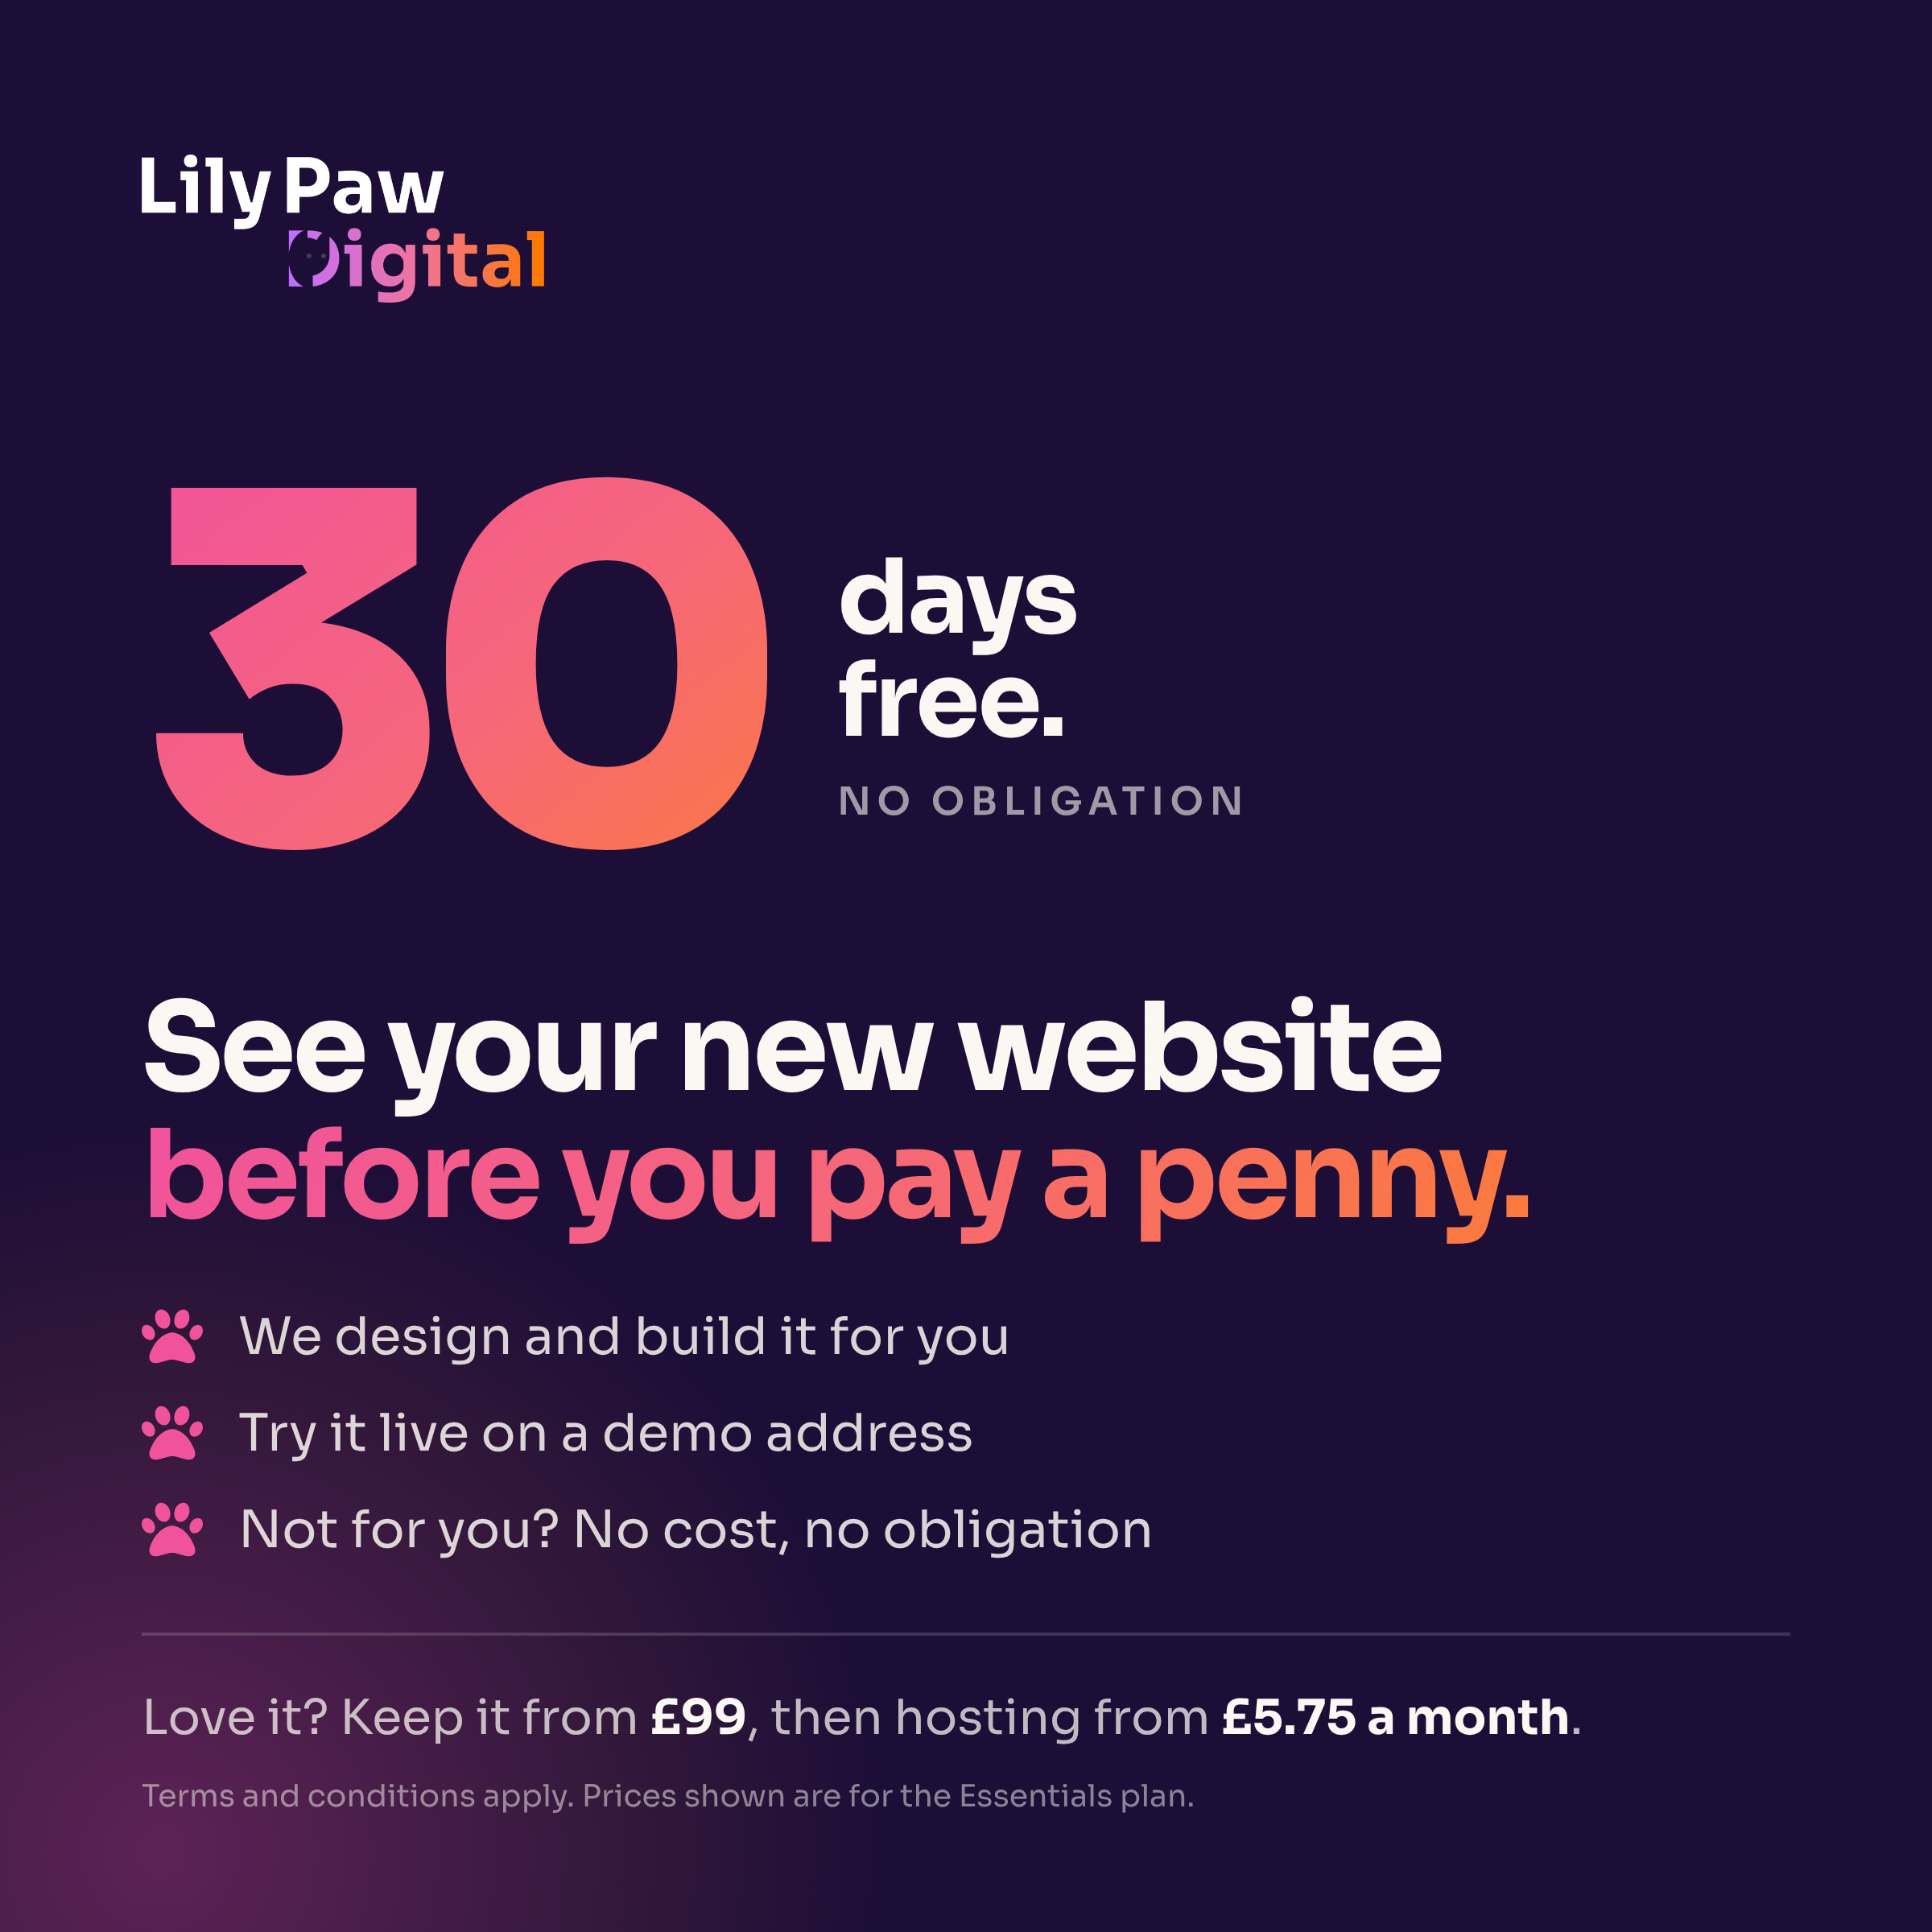 Lily Paw
Digital
30
days
free.
NO OBLIGATION
See your new website
before you pay a penny.
We design and build it for you
Try it live on a demo address
Not for you? No cost, no obligation
Love it? Keep it from £99, then hosting from £5.75 a month.
Terms and conditions apply. Prices shown are for the Essentials plan.